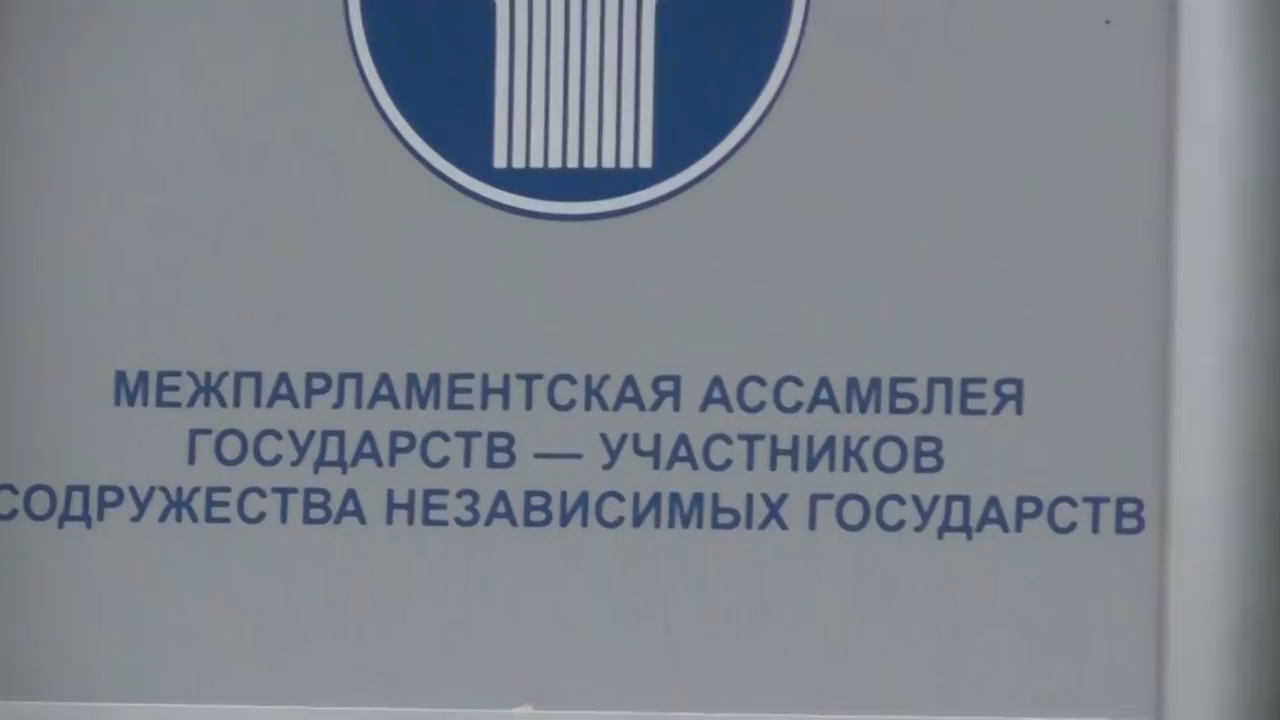 МЕЖПАРЛАМЕНТСКАЯ АССАМБЛЕЯ
ГОСУДАРСТВ — УЧАСТНИКОВ
СОДРУЖЕСТВА НЕЗАВИСИМЫХ ГОСУДАРСТВ